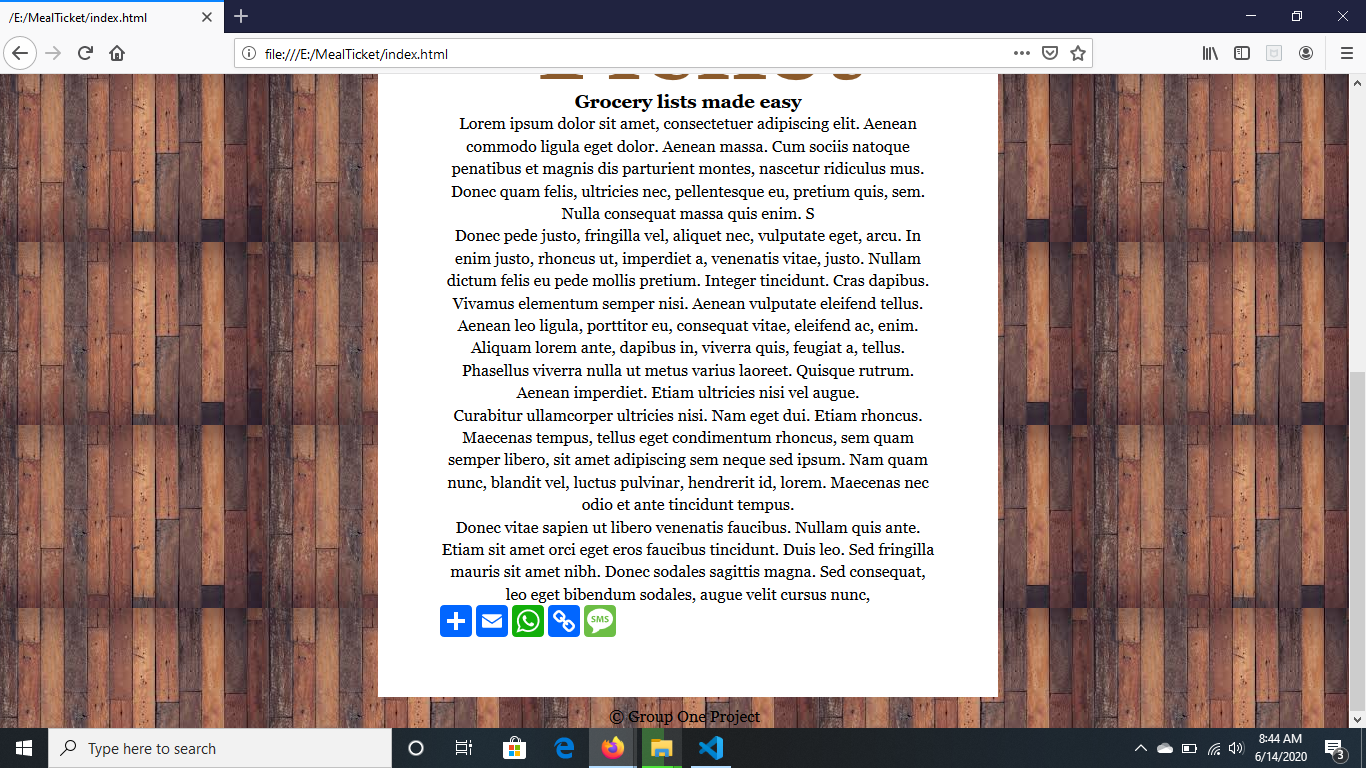 /E:/MealTicket/index.html
file:///E:/MealTicket/index.html
Grocery lists made easy
Lorem ipsum dolor sit amet, consectetuer adipiscing elit. Aenean
commodo ligula eget dolor. Aenean massa. Cum sociis natoque
penatibus et magnis dis parturient montes, nascetur ridiculus mus.
Donec quam felis, ultricies nec, pellentesque eu, pretium quis, sem.
Nulla consequat massa quis enim. S
Donec pede justo, fringilla vel, aliquet nec, vulputate eget, arcu. In
enim justo, rhoncus ut, imperdiet a, venenatis vitae, justo. Nullam
dictum felis eu pede mollis pretium. Integer tincidunt. Cras dapibus.
Vivamus elementum semper nisi. Aenean vulputate eleifend tellus.
Aenean leo ligula, porttitor eu, consequat vitae, eleifend ac, enim.
Aliquam lorem ante, dapibus in, viverra quis, feugiat a, tellus.
Phasellus viverra nulla ut metus varius laoreet. Quisque rutrum.
Aenean imperdiet. Etiam ultricies nisi vel augue.
Curabitur ullamcorper ultricies nisi. Nam eget dui. Etiam rhoncus.
Maecenas tempus, tellus eget condimentum rhoncus, sem quam
semper libero, sit amet adipiscing sem neque sed ipsum. Nam quam
nunc, blandit vel, luctus pulvinar, hendrerit id, lorem. Maecenas nec
odio et ante tincidunt tempus.
Donec vitae sapien ut libero venenatis faucibus. Nullam quis ante.
Etiam sit amet orci eget eros faucibus tincidunt. Duis leo. Sed fringilla
mauris sit amet nibh. Donec sodales sagittis magna. Sed consequat,
leo eget bibendum sodales, augue velit cursus nunc,
SMS
© Group One Project
Type here to search
8:44 AM
6/14/2020
3